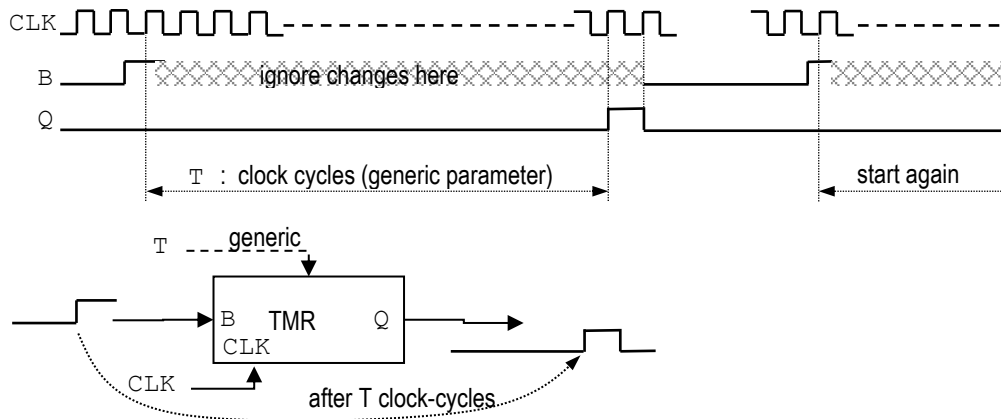 CLK
B
ignore changes here
Q
T : clock cycles (generic parameter)
start again
T
generic
B TMR Q
CLK
CLK
after T clock-cycles